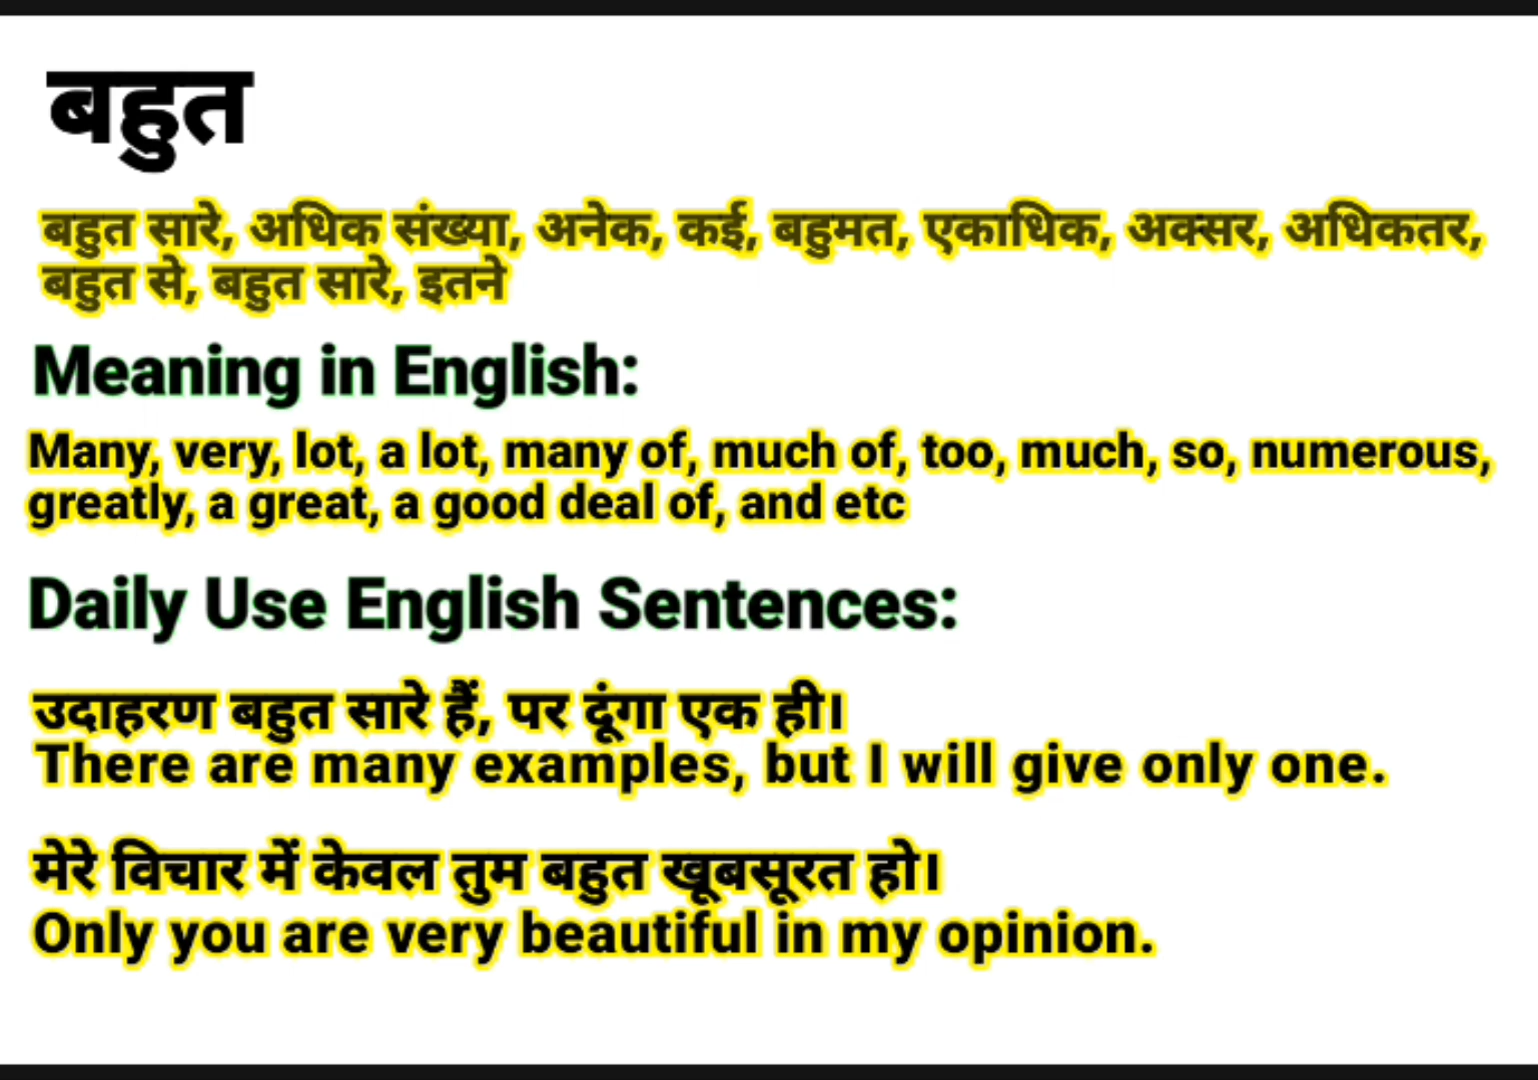 बहुत
बहुत सारे, अधिक संख्या, अनेक, कई, बहुमत, एकाधिक, अक्सर, अधिकतर,
बहुत से, बहुत सारे, इतने
Meaning in English:
Many, very, lot, a lot, many of, much of, too, much, so, numerous,
greatly, a great, a good deal of, and etc
Daily Use English Sentences:
उदाहरण बहुत सारे हैं, पर दूंगा एक ही।
There are many examples, but I will give only one.
मेरे विचार में केवल तुम बहुत खूबसूरत हो।
Only you are very beautiful in my opinion.